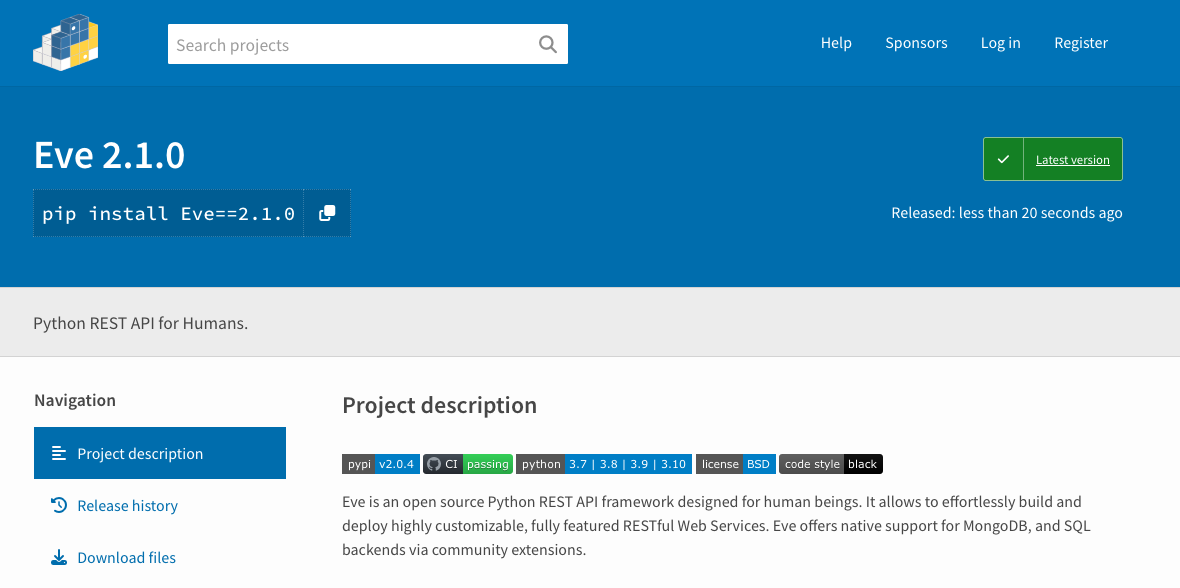 Search projects
Help Sponsors Log in Register
Eve 2.1.0
Latest version
pip install Eve==2.1.0
Released: less than 20 seconds ago
Python REST API for Humans.
Navigation
Project description
Release history
Download files
Project description
pypi v2.0.4 CI passing python 3.7 | 3.8 | 3.9 | 3.10 license BSD code style black
Eve is an open source Python REST API framework designed for human beings. It allows to effortlessly build and
deploy highly customizable, fully featured RESTful Web Services. Eve offers native support for MongoDB, and SQL
backends via community extensions.